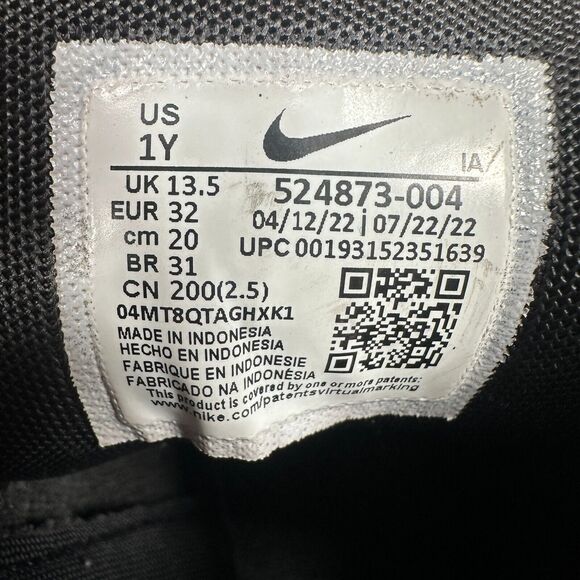 US
1Y
IA
UK 13.5
524873-004
EUR 32
04/12/22 | 07/22/22
cm 20
UPC 00193152351639
BR 31
CN 200(2.5)
04MT8QTAGHXK1
MADE IN INDONESIA
HECHO EN INDONESIA
FABRIQUE EN INDONESIE
FABRICADO NA INDONÉSIA
This product is covered by one or more patents:
www.nike.com/patentsvirtualmarking